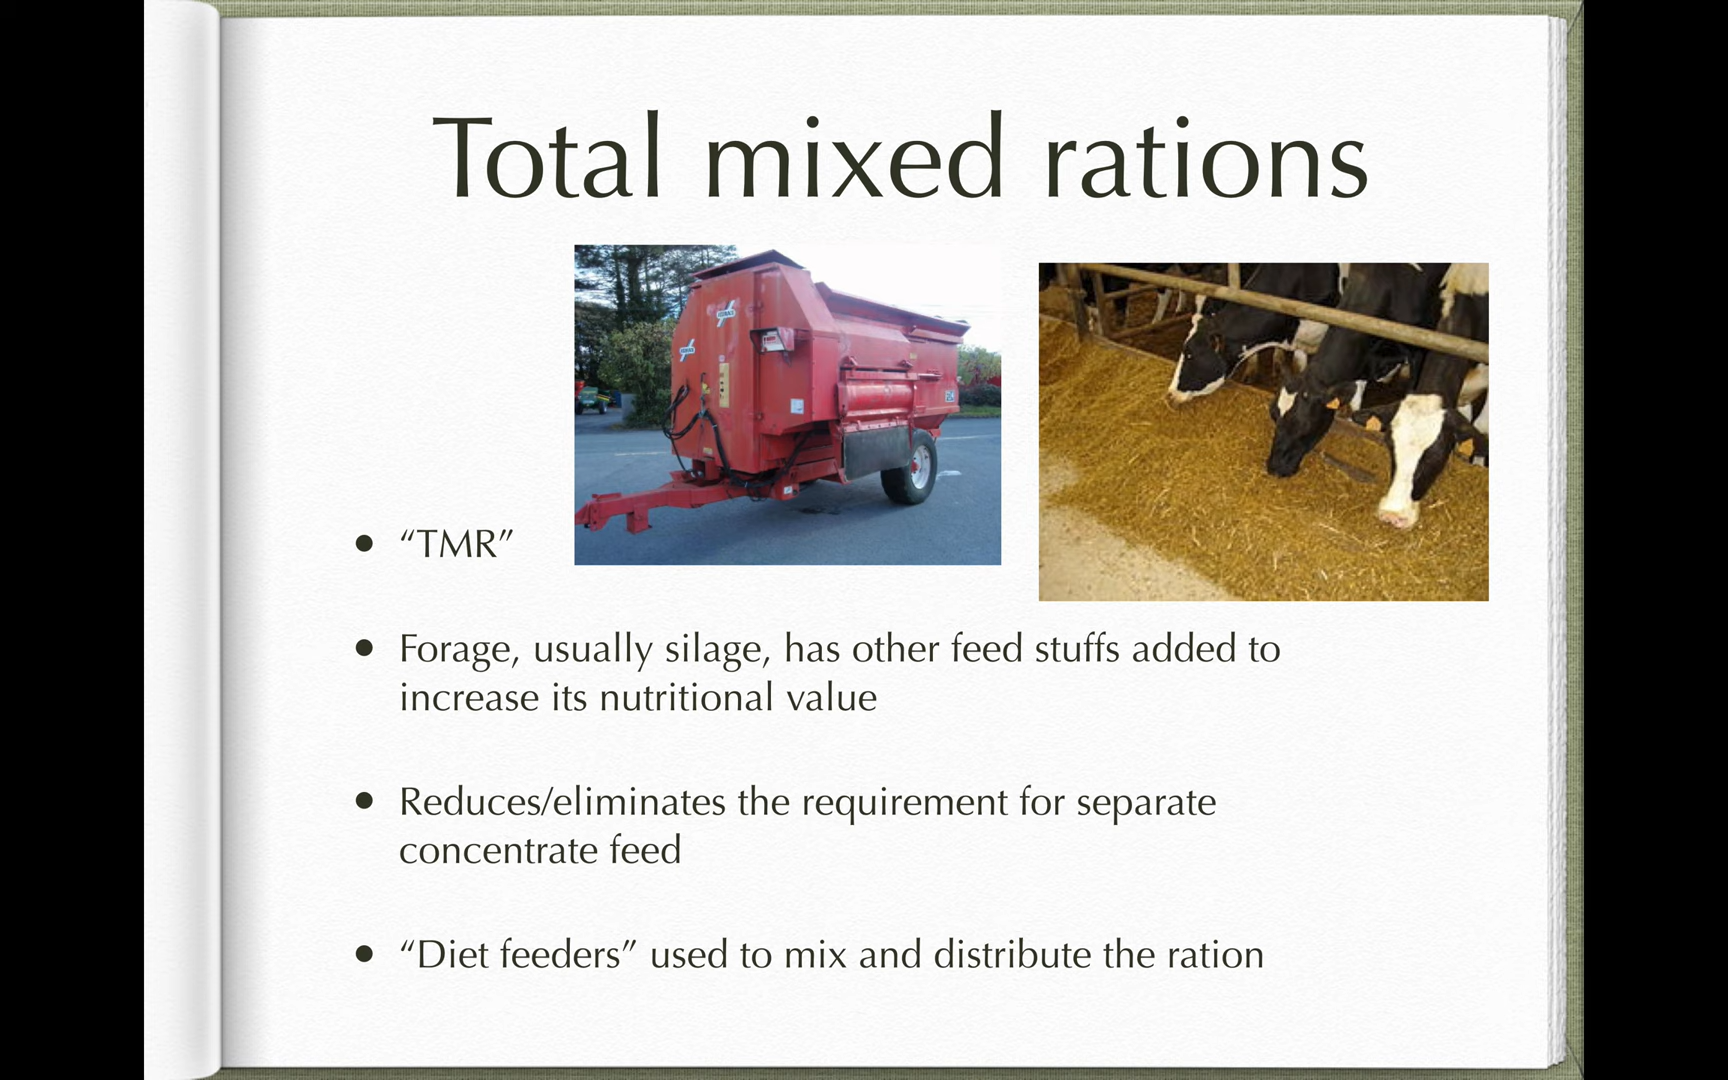 Total mixed rations
• “TMR”
• Forage, usually silage, has other feed stuffs added to
increase its nutritional value
• Reduces/eliminates the requirement for separate
concentrate feed
• “Diet feeders” used to mix and distribute the ration